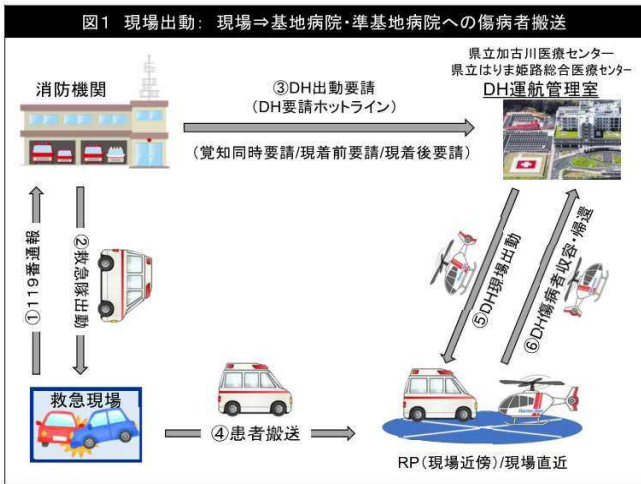 図1 現場出動: 現場⇒基地病院・準基地病院への傷病者搬送
消防機関
③DH出動要請
(DH要請ホットライン)
(覚知同時要請/現着前要請/現着後要請)
県立加古川医療センター
県立はりま姫路総合医療センター
DH運航管理室
①119番通報
②救急隊出動
⑤DH現場出動
⑥DH傷病者収容・帰還
救急現場
④患者搬送
RP(現場近傍)/現場直近